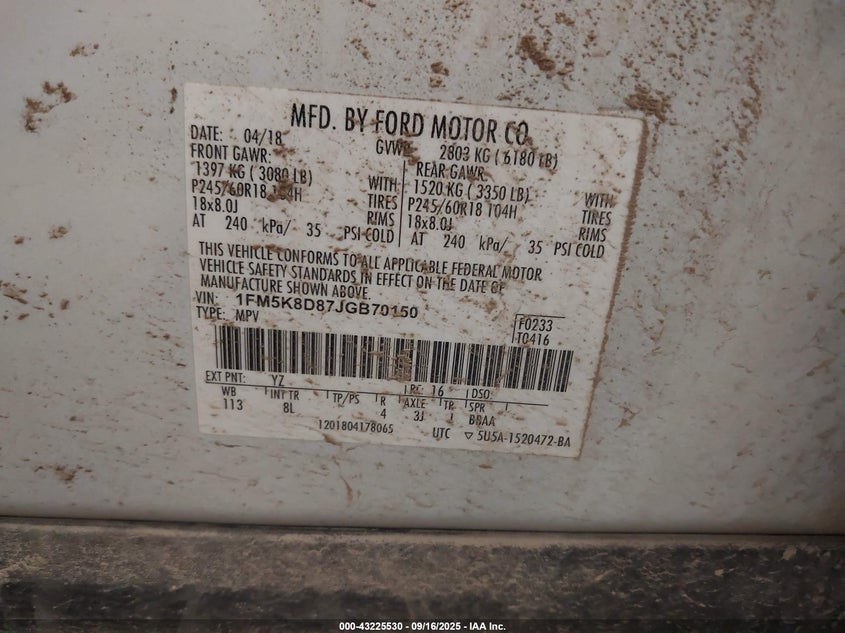 MFD. BY FORD MOTOR CO.
DATE: 04/18 GVWR: 2803 KG ( 6180 LB)
FRONT GAWR: REAR GAWR:
1397 KG ( 3080 LB) WITH 1520 KG ( 3350 LB) WITH
P245/60R18 104H TIRES P245/60R18 104H TIRES
18x8.0J RIMS 18x8.0J RIMS
AT 240 kPa/ 35 PSI COLD AT 240 kPa/ 35 PSI COLD
THIS VEHICLE CONFORMS TO ALL APPLICABLE FEDERAL MOTOR
VEHICLE SAFETY STANDARDS IN EFFECT ON THE DATE OF
MANUFACTURE SHOWN ABOVE.
VIN: 1FM5K8D87JGB70150 F0233
TYPE: MPV T0416
EXT PNT: YZ RC: 16 DSO:
WB INT TR TP/PS R AXLE TR SPR
113 8L 4 3J BBAA
1201804178065 UTC ▽ 5U5A-1520472-BA
000-43225530 - 09/16/2025 - IAA Inc.